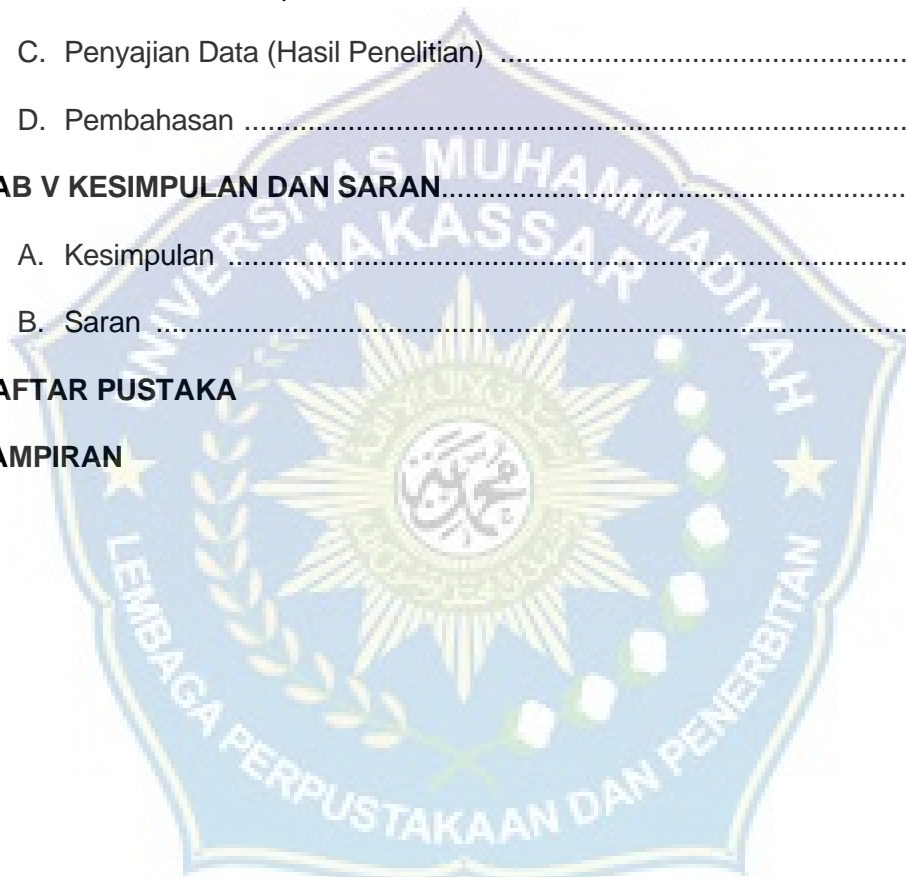 C. Penyajian Data (Hasil Penelitian) ...................................................
D. Pembahasan ...................................................................................
AB V KESIMPULAN DAN SARAN..........................................................
A. Kesimpulan .....................................................................................
B. Saran ..............................................................................................
AFTAR PUSTAKA
AMPIRAN
UNIVERSITAS MUHAMMADIYAH
MAKASSAR
محمد
LEMBAGA PERPUSTAKAAN DAN PENERBITAN